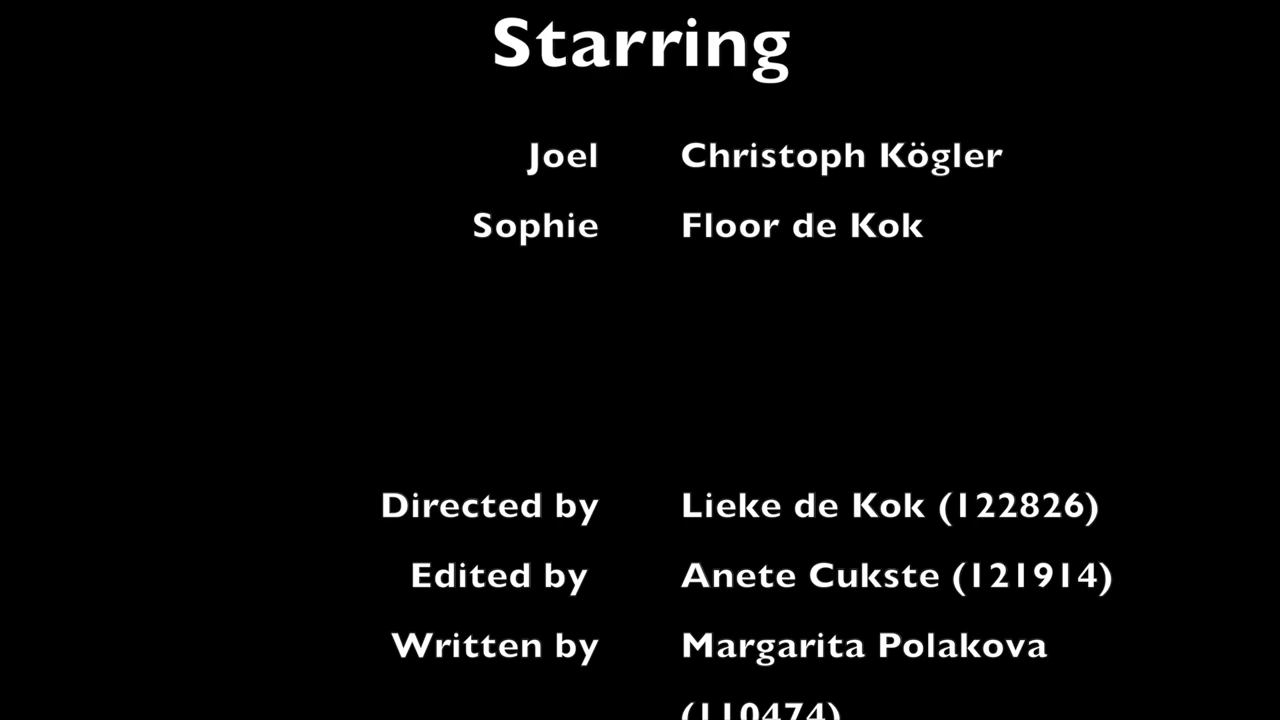 Starring
Joel Christoph Kögler
Sophie Floor de Kok
Directed by Lieke de Kok (122826)
Edited by Anete Cukste (121914)
Written by Margarita Polakova
(110474)